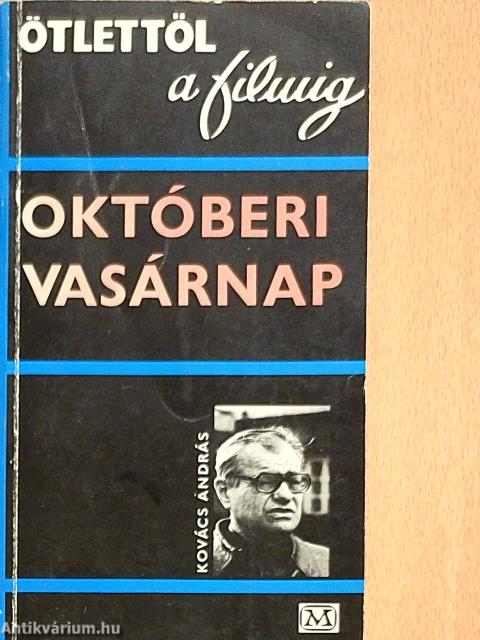 ÖTLETTŐL
a filmig
OKTÓBERI
VASÁRNAP
KOVÁCS ANDRÁS
M
Antikvárium.hu